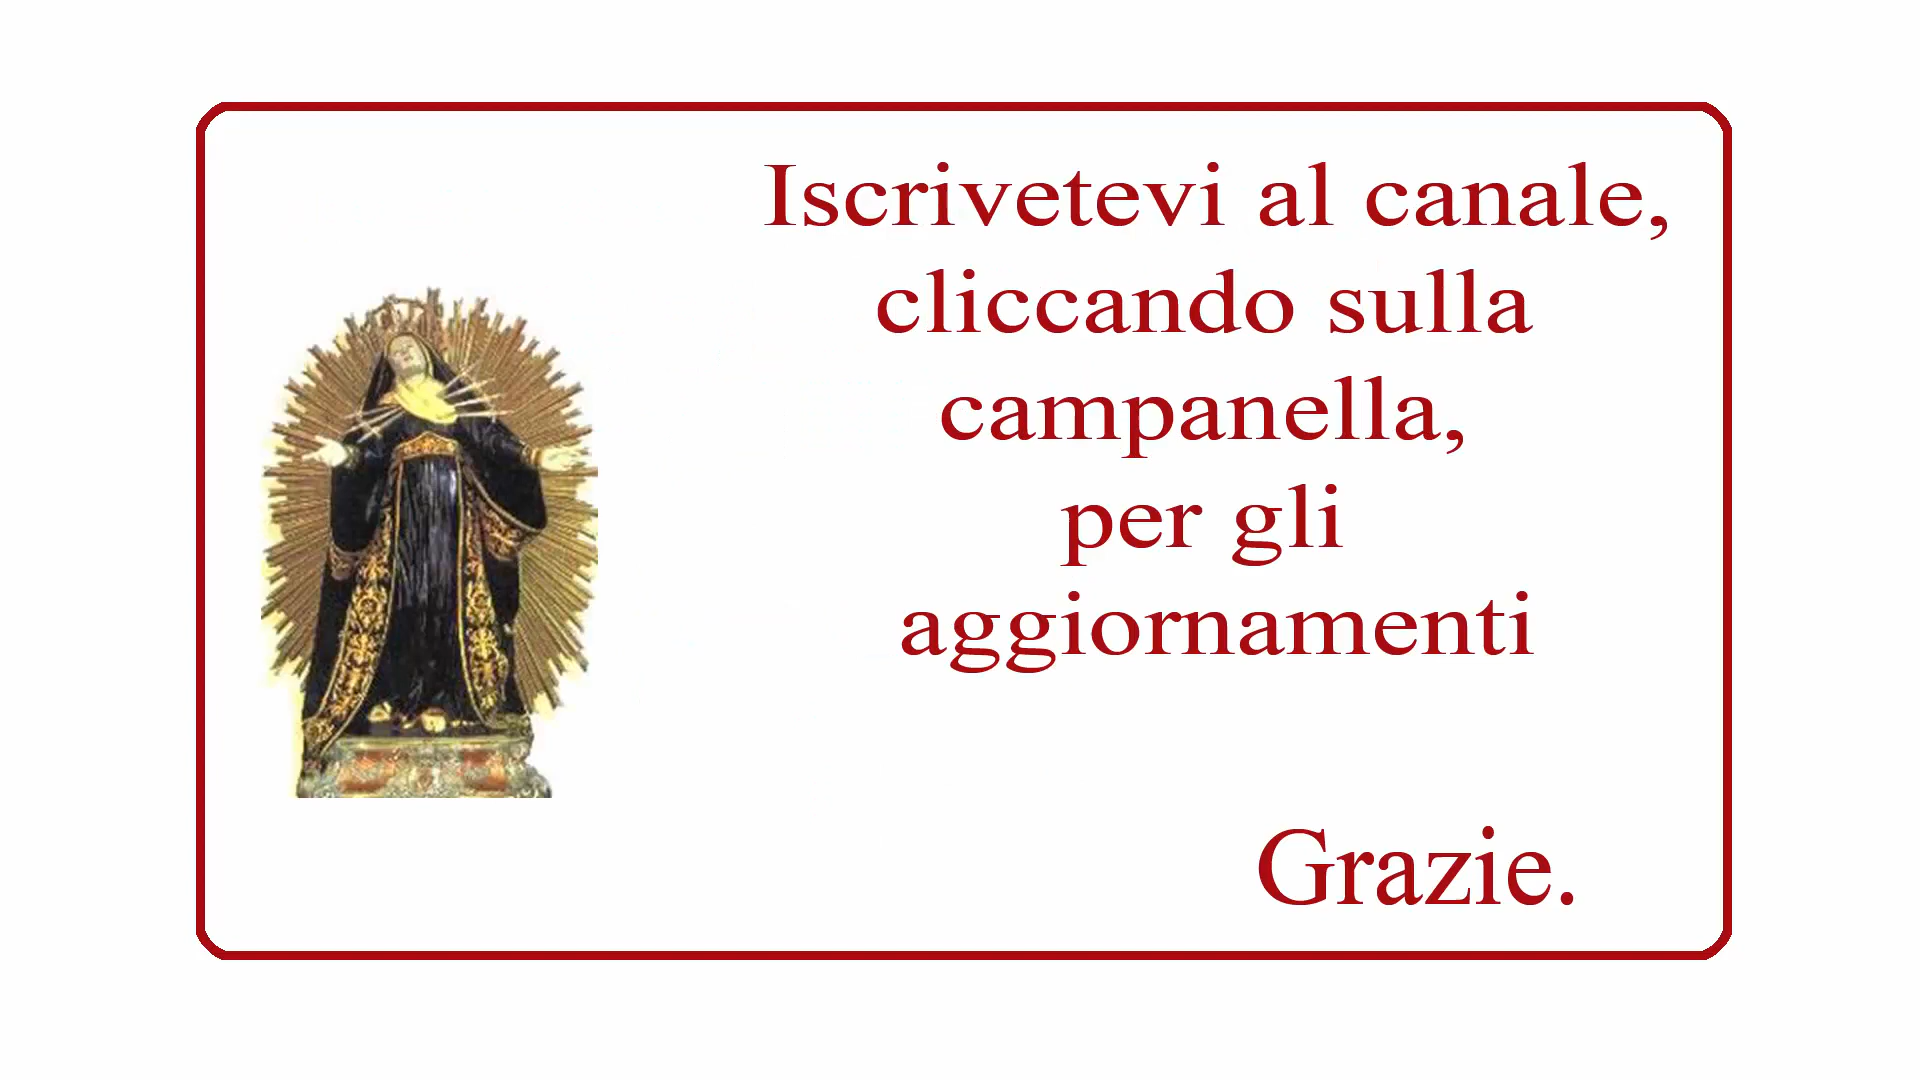 Iscrivetevi al canale,
cliccando sulla
campanella,
per gli
aggiornamenti
Grazie.